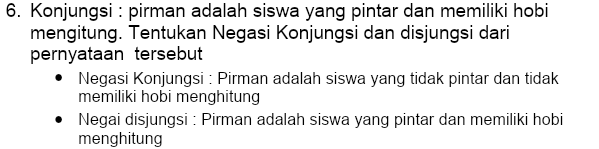 6. Konjungsi : pirman adalah siswa yang pintar dan memiliki hobi
mengitung. Tentukan Negasi Konjungsi dan disjungsi dari
pernyataan tersebut
• Negasi Konjungsi : Pirman adalah siswa yang tidak pintar dan tidak
memiliki hobi menghitung
• Negai disjungsi : Pirman adalah siswa yang pintar dan memiliki hobi
menghitung